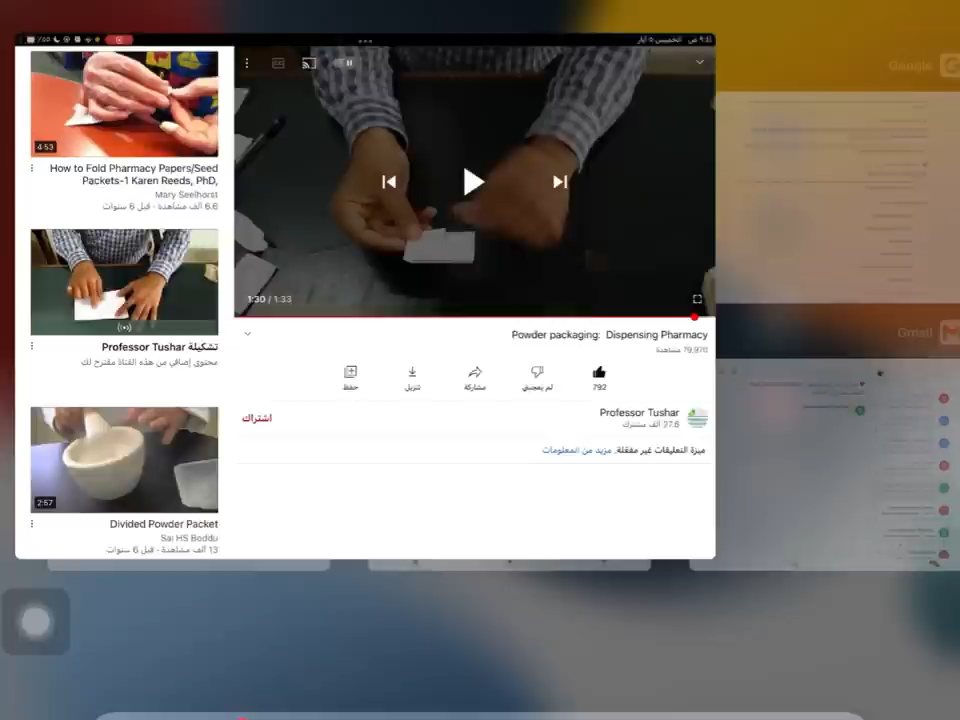 ٩:٤١ ص الخميس ٥ أيار
4:53
How to Fold Pharmacy Papers/Seed
Packets-1 Karen Reeds, PhD,
Mary Seelhorst
6.6 ألف مشاهدة - قبل 6 سنوات
تشكيلة Professor Tushar
محتوى إضافي من هذه القناة مقترح لك
2:57
Divided Powder Packet
Sai HS Boddu
13 ألف مشاهدة - قبل 6 سنوات
1:30 / 1:33
Powder packaging: Dispensing Pharmacy
79,970 مشاهدة
792
لم يعجبني
مشاركة
تنزيل
حفظ
Professor Tushar
27.6 ألف مشترك
اشتراك
ميزة التعليقات غير مفعّلة. مزيد من المعلومات
Google
Gmail